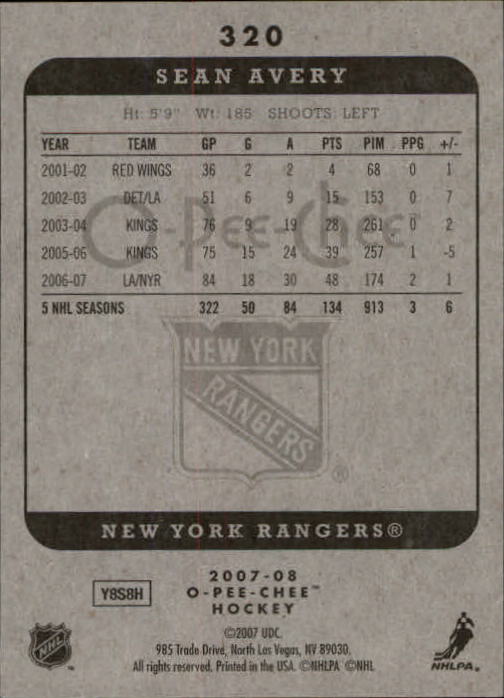 320
SEAN AVERY
Ht: 5'9" Wt: 185 SHOOTS: LEFT
YEAR TEAM GP G A PTS PIM PPG +/-
2001-02 RED WINGS 36 2 2 4 68 0 1
2002-03 DET/LA 51 6 9 15 153 0 7
2003-04 KINGS 76 9 19 28 261 0 2
O-PEE-CHEE™
2005-06 KINGS 75 15 24 39 257 1 -5
2006-07 LA/NYR 84 18 30 48 174 2 1
5 NHL SEASONS 322 50 84 134 913 3 6
NEW YORK
RANGERS
®
NEW YORK RANGERS®
2007-08
Y8S8H O-PEE-CHEE™
HOCKEY
©2007 UDC.
985 Trade Drive, North Las Vegas, NV 89030.
All rights reserved. Printed in the USA. ©NHLPA ©NHL
NHL
NHLPA.